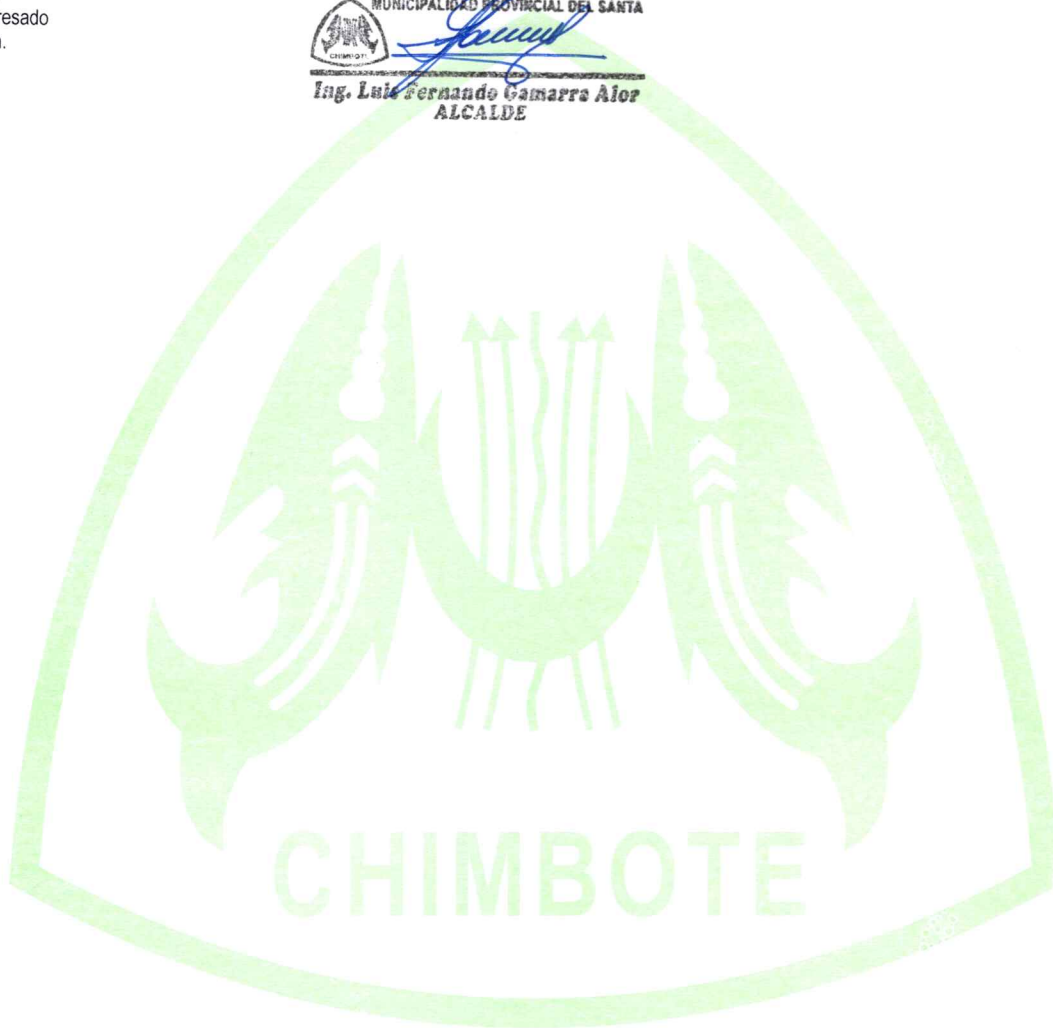 resado
.
MUNICIPALIDAD PROVINCIAL DEL SANTA
CHIMBOTE
Ing. Luis Fernando Gamarra Alor
ALCALDE
CHIMBOTE